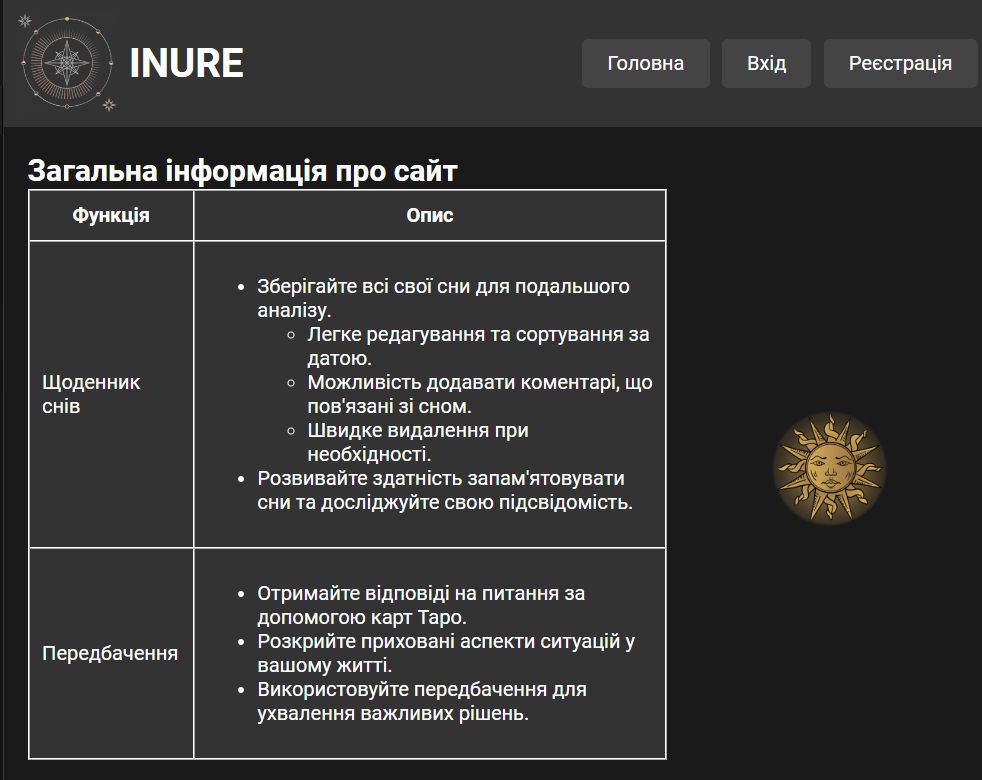 INURE
Головна
Вхід
Реєстрація
Загальна інформація про сайт
Функція
Опис
Щоденник
снів
Зберігайте всі свої сни для подальшого
аналізу.
Легке редагування та сортування за
датою.
Можливість додавати коментарі, що
пов'язані зі сном.
Швидке видалення при
необхідності.
Розвивайте здатність запам'ятовувати
сни та досліджуйте свою підсвідомість.
Передбачення
Отримайте відповіді на питання за
допомогою карт Таро.
Розкрийте приховані аспекти ситуацій у
вашому житті.
Використовуйте передбачення для
ухвалення важливих рішень.